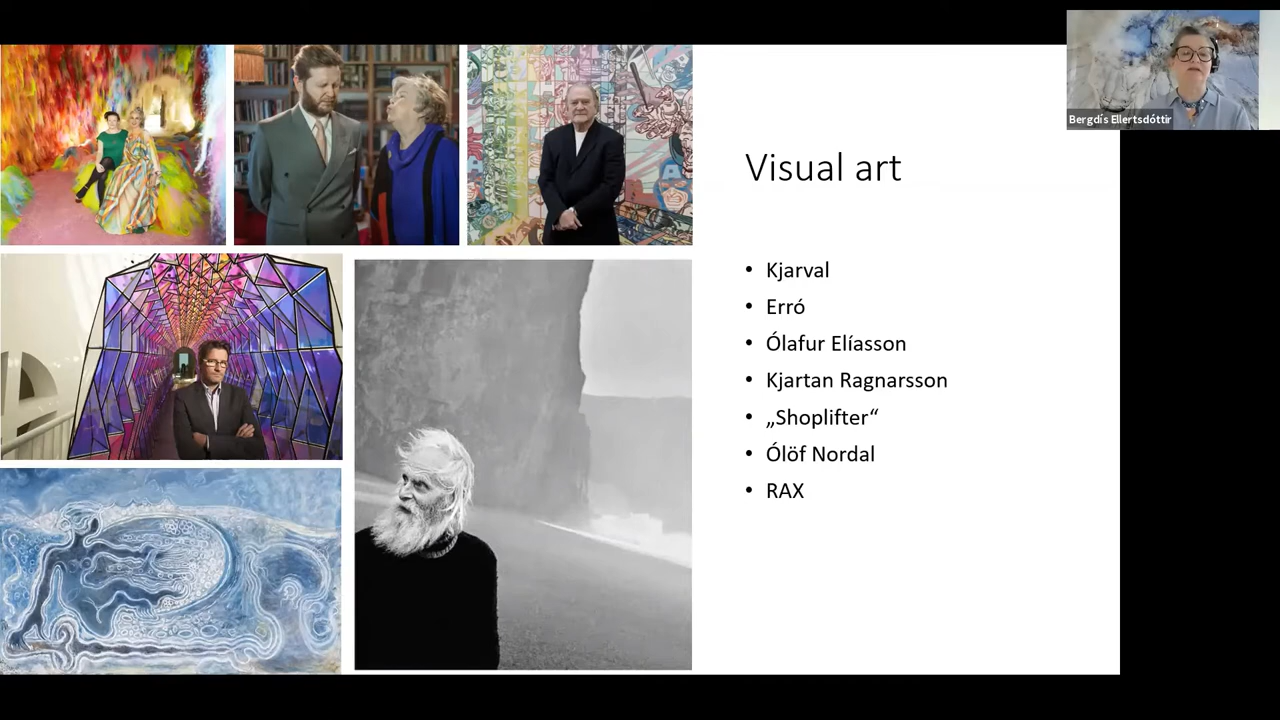 Bergdís Ellertsdóttir
Visual art
• Kjarval
• Erró
• Ólafur Elíasson
• Kjartan Ragnarsson
• „Shoplifter“
• Ólöf Nordal
• RAX